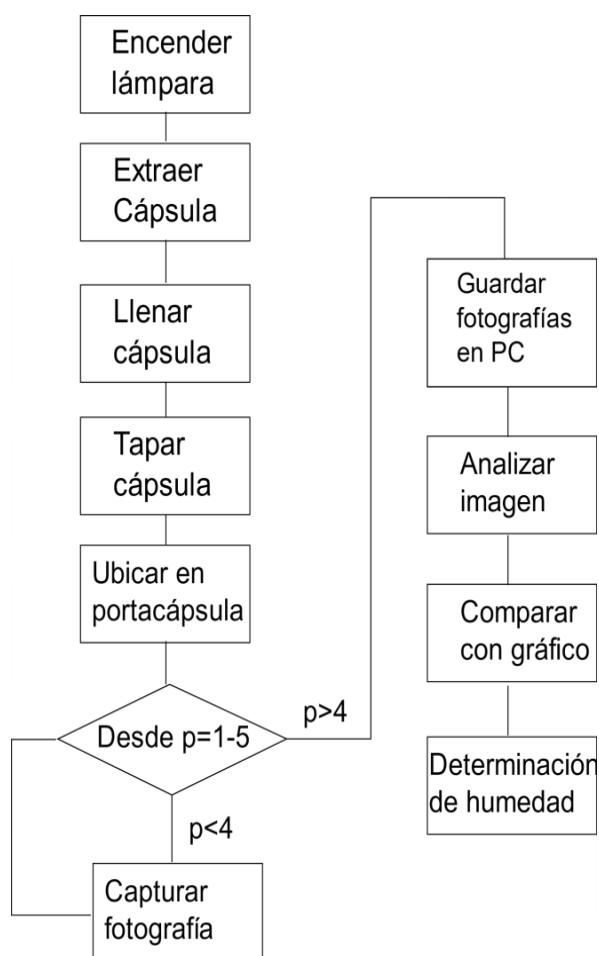 Encender
lámpara
Extraer
Cápsula
Llenar
cápsula
Tapar
cápsula
Ubicar en
portacápsula
Desde p=1-5
p>4
p<4
Capturar
fotografía
Guardar
fotografías
en PC
Analizar
imagen
Comparar
con gráfico
Determinación
de humedad